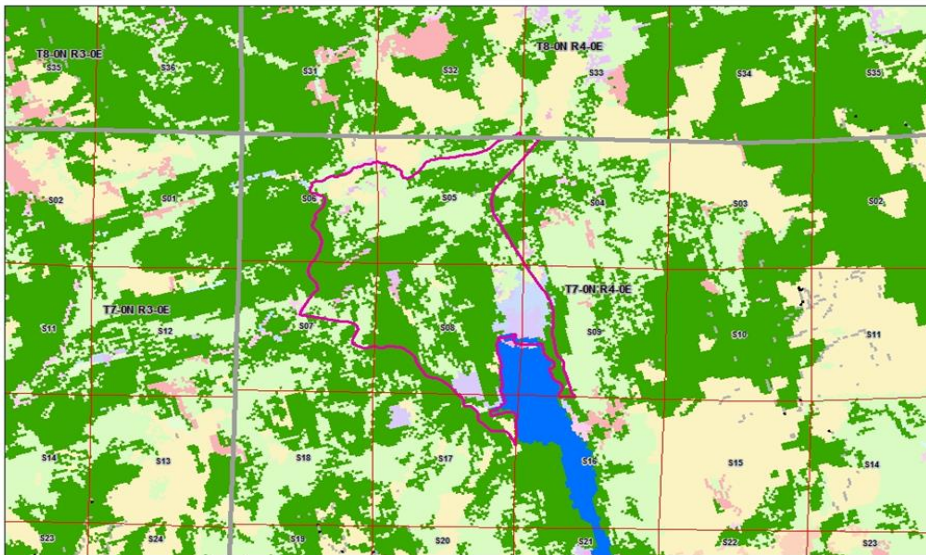 T8-0N R3-0E
T8-0N R4-0E
S35
S36
S31
S32
S33
S34
S35
S02
S01
S06
S05
S04
S03
S02
T7-0N R3-0E
T7-0N R4-0E
S11
S12
S07
S08
S09
S10
S11
S14
S13
S18
S17
S16
S15
S14
S23
S24
S19
S20
S21
S22
S23